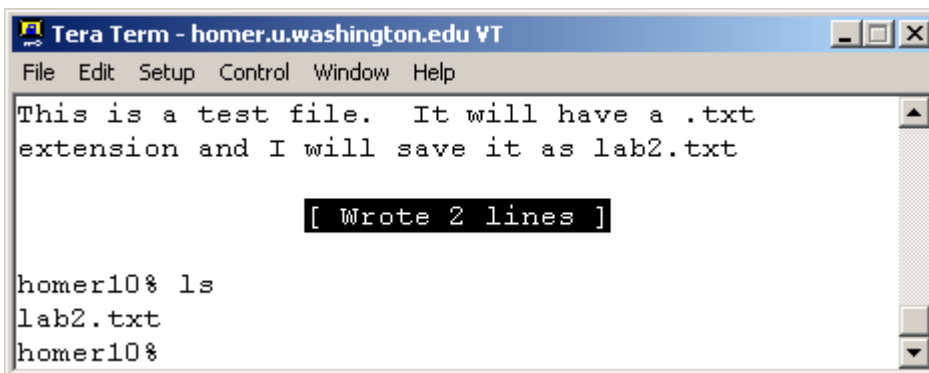 Tera Term - homer.u.washington.edu VT
File Edit Setup Control Window Help
This is a test file.  It will have a .txt
extension and I will save it as lab2.txt
[ Wrote 2 lines ]
homer10% ls
lab2.txt
homer10%